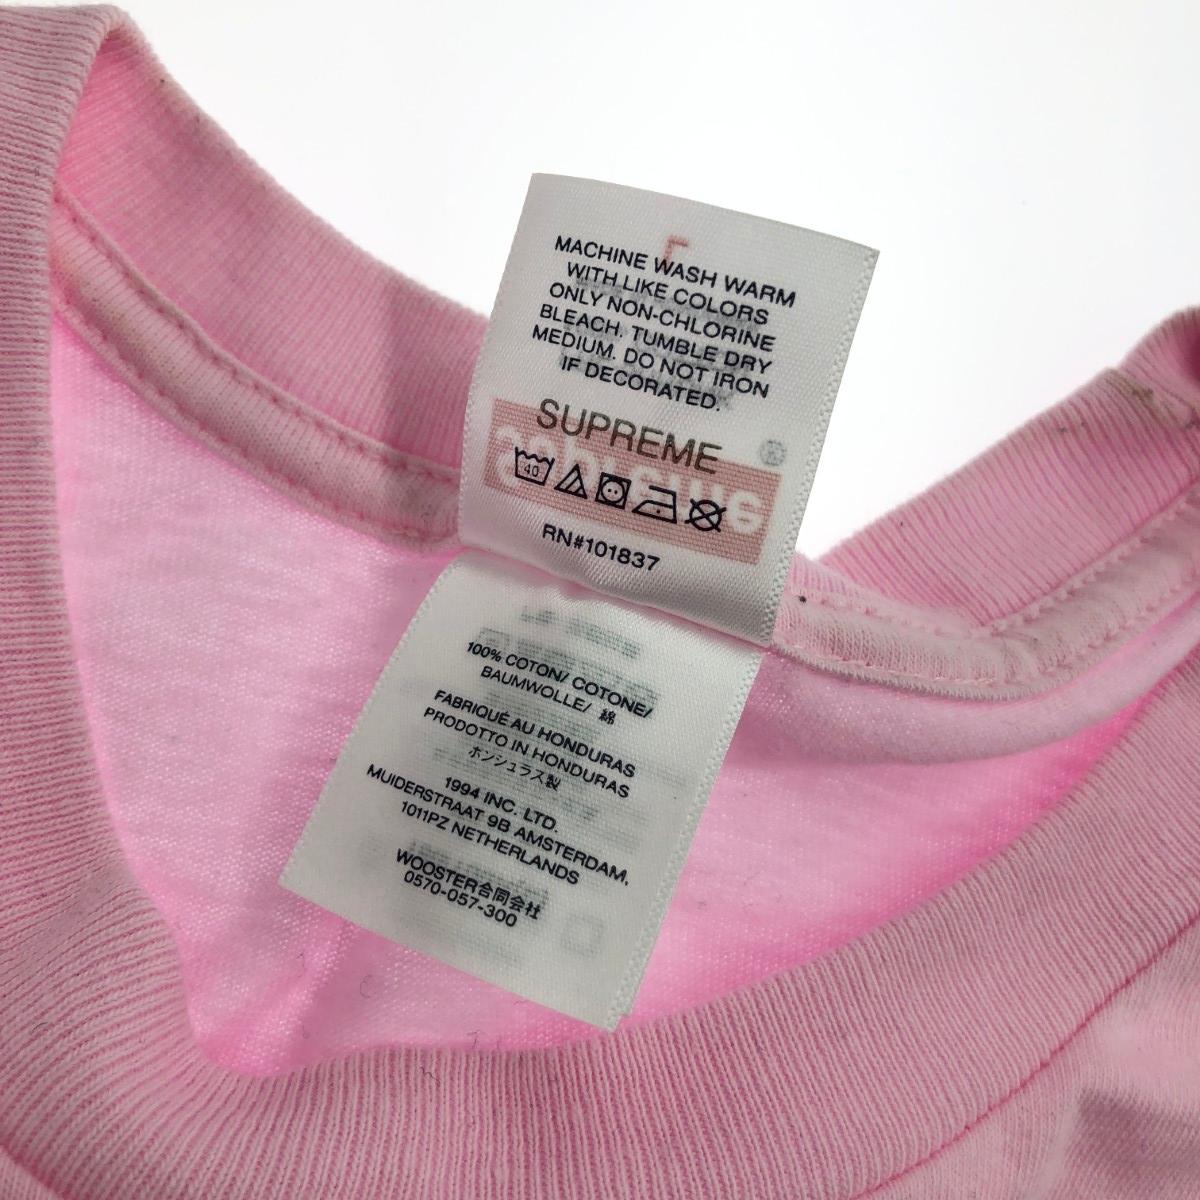 MACHINE WASH WARM
WITH LIKE COLORS
ONLY NON-CHLORINE
BLEACH. TUMBLE DRY
MEDIUM. DO NOT IRON
IF DECORATED.
SUPREME
40
RN#101837
100% COTON/ COTONE/
BAUMWOLLE/ 綿
FABRIQUÉ AU HONDURAS
PRODOTTO IN HONDURAS
ホンジュラス製
1994 INC. LTD.
MUIDERSTRAAT 9B AMSTERDAM,
1011PZ NETHERLANDS
WOOSTER合同会社
0570-057-300